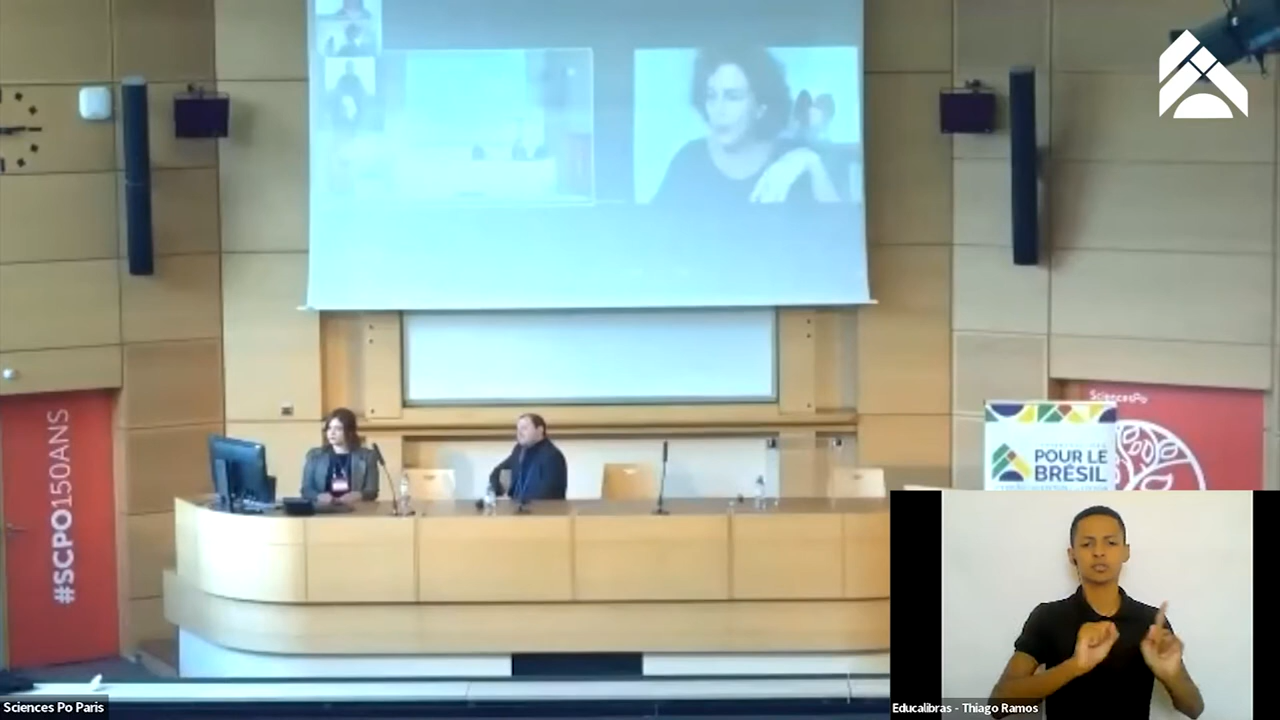 SciencesPo
#SCPO150ANS
POUR LE
BRÉSIL
Sciences Po Paris
Educalibras - Thiago Ramos